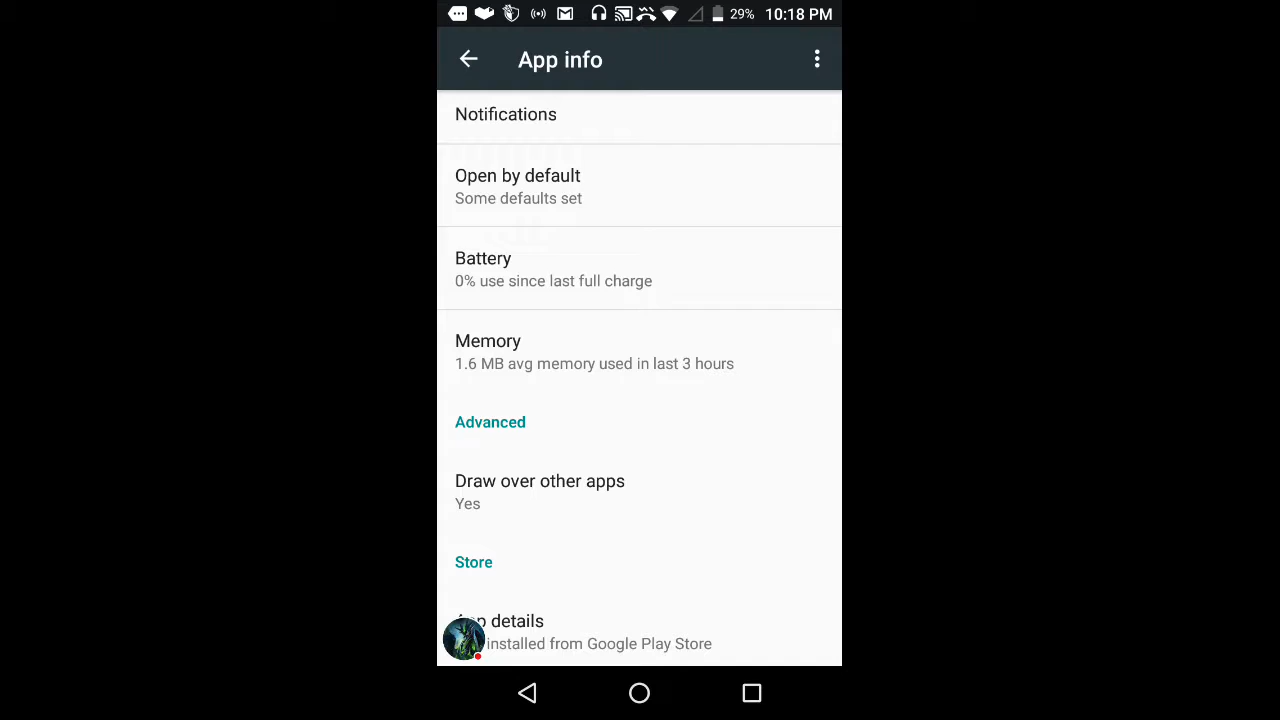 29% 10:18 PM
App info
Notifications
Open by default
Some defaults set
Battery
0% use since last full charge
Memory
1.6 MB avg memory used in last 3 hours
Advanced
Draw over other apps
Yes
Store
App details
installed from Google Play Store